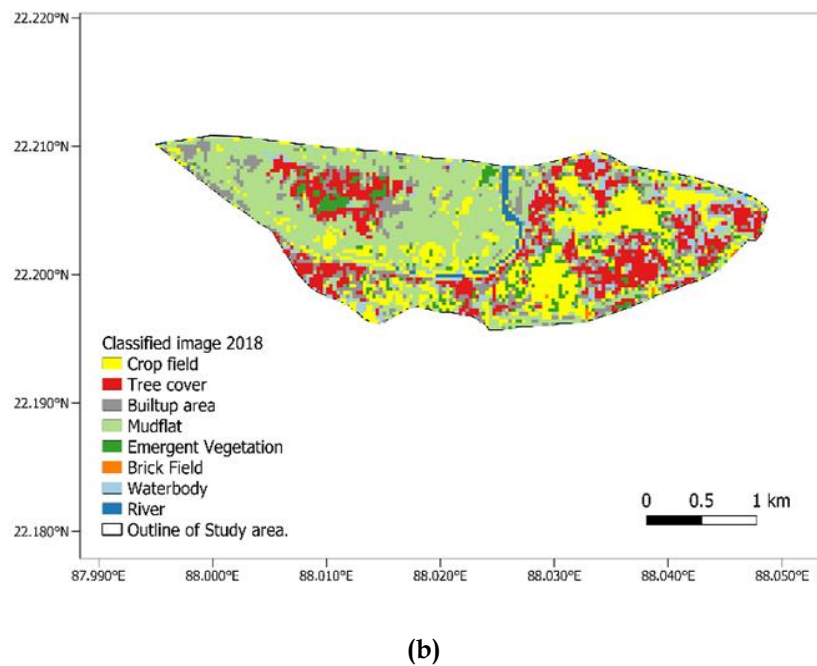 22.220°N
22.210°N
22.200°N
22.190°N
22.180°N
Classified image 2018
Crop field
Tree cover
Builtup area
Mudflat
Emergent Vegetation
Brick Field
Waterbody
River
Outline of Study area.
0 0.5 1 km
87.990°E 88.000°E 88.010°E 88.020°E 88.030°E 88.040°E 88.050°E
(b)